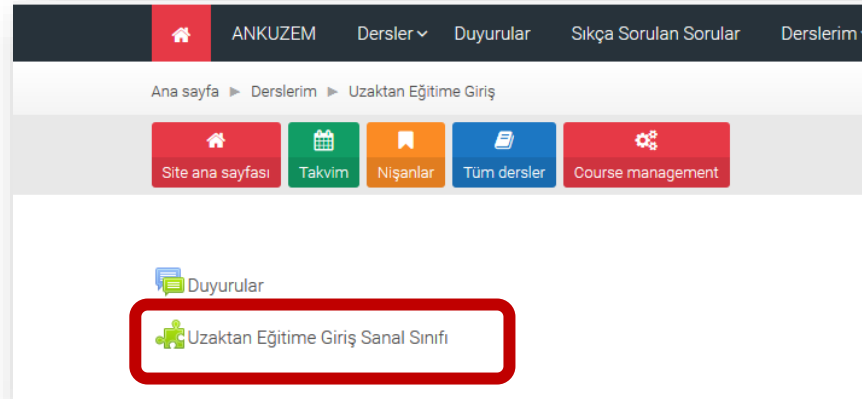 ANKUZEM Dersler Duyurular Sıkça Sorulan Sorular Derslerim
Ana sayfa ► Derslerim ► Uzaktan Eğitime Giriş
Site ana sayfası Takvim Nişanlar Tüm dersler Course management
Duyurular
Uzaktan Eğitime Giriş Sanal Sınıfı